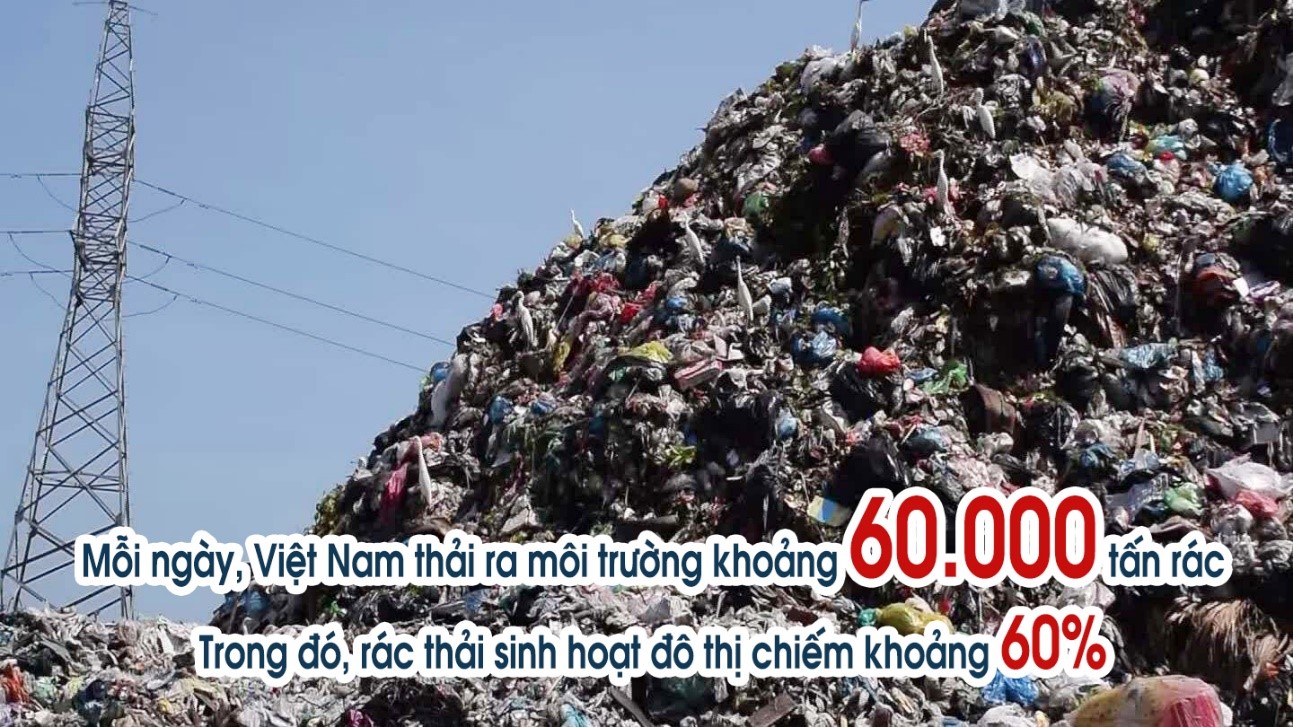 Mỗi ngày, Việt Nam thải ra môi trường khoảng 60.000 tấn rác
Trong đó, rác thải sinh hoạt đô thị chiếm khoảng 60%